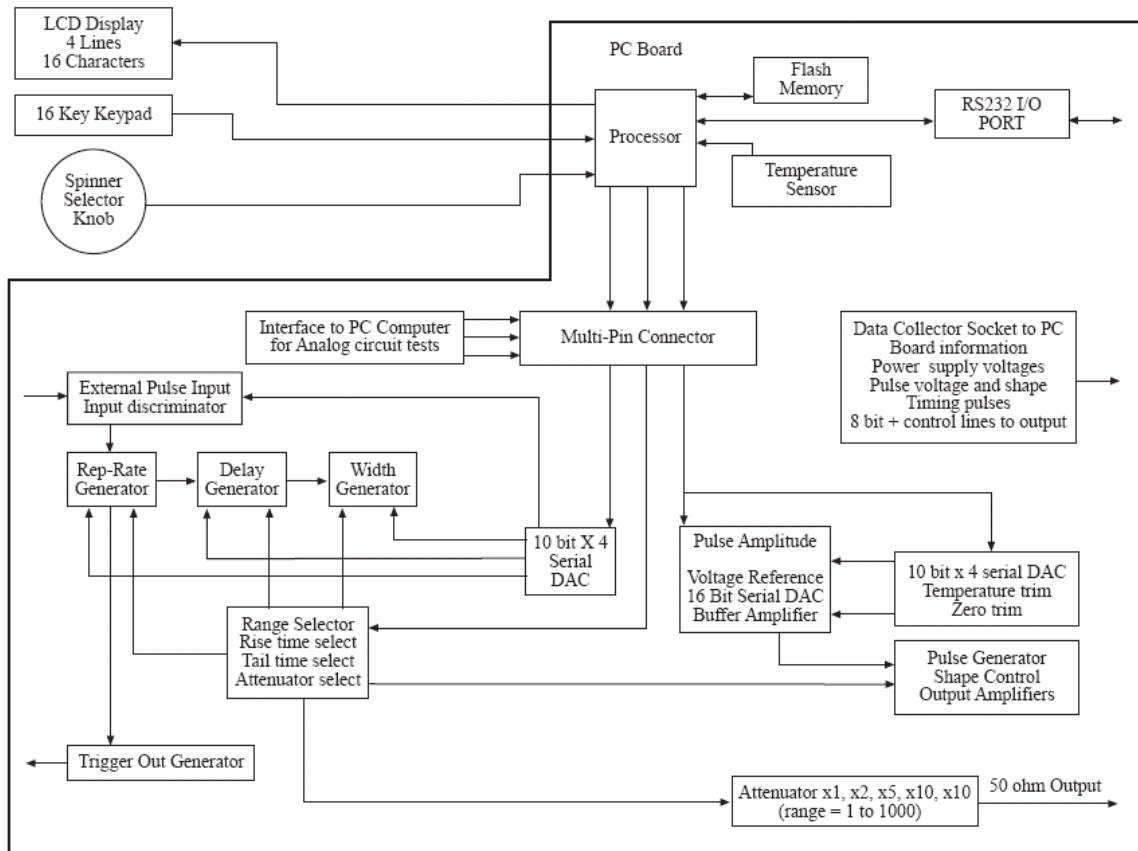 LCD Display
4 Lines
16 Characters
PC Board
Flash
Memory
16 Key Keypad
RS232 I/O
PORT
Processor
Temperature
Sensor
Spinner
Selector
Knob
Interface to PC Computer
for Analog circuit tests
Multi-Pin Connector
Data Collector Socket to PC
Board information
Power supply voltages
Pulse voltage and shape
Timing pulses
8 bit + control lines to output
External Pulse Input
Input discriminator
Rep-Rate
Generator
Delay
Generator
Width
Generator
10 bit X 4
Serial
DAC
Pulse Amplitude
Voltage Reference
16 Bit Serial DAC
Buffer Amplifier
10 bit x 4 serial DAC
Temperature trim
Zero trim
Range Selector
Rise time select
Tail time select
Attenuator select
Pulse Generator
Shape Control
Output Amplifiers
Trigger Out Generator
Attenuator x1, x2, x5, x10, x10
(range = 1 to 1000)
50 ohm Output